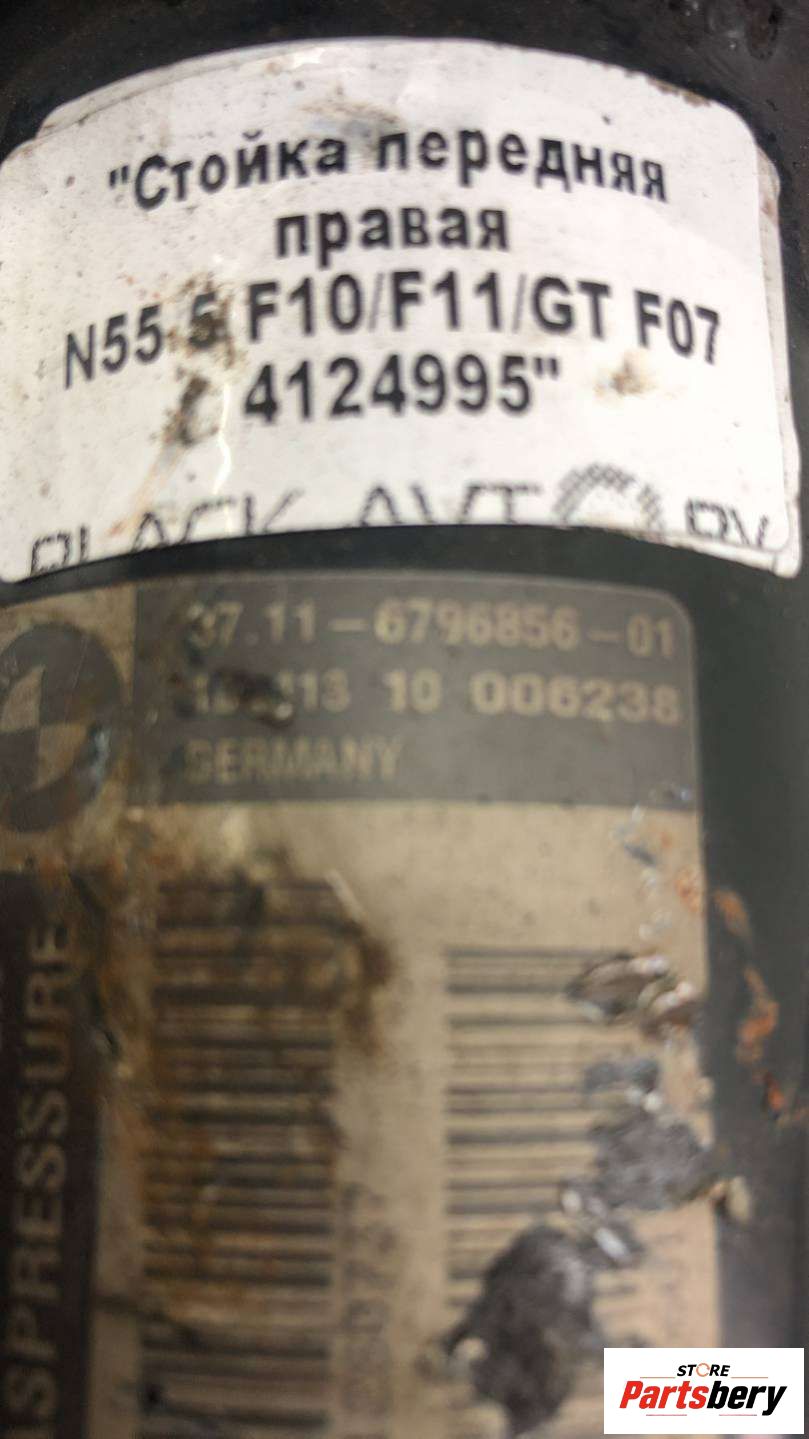 "Стойка передняя
правая
N55 5 F10/F11/GT F07
4124995"
37.11-6796856-01
10 006238
GERMANY
STORE
Partsbery